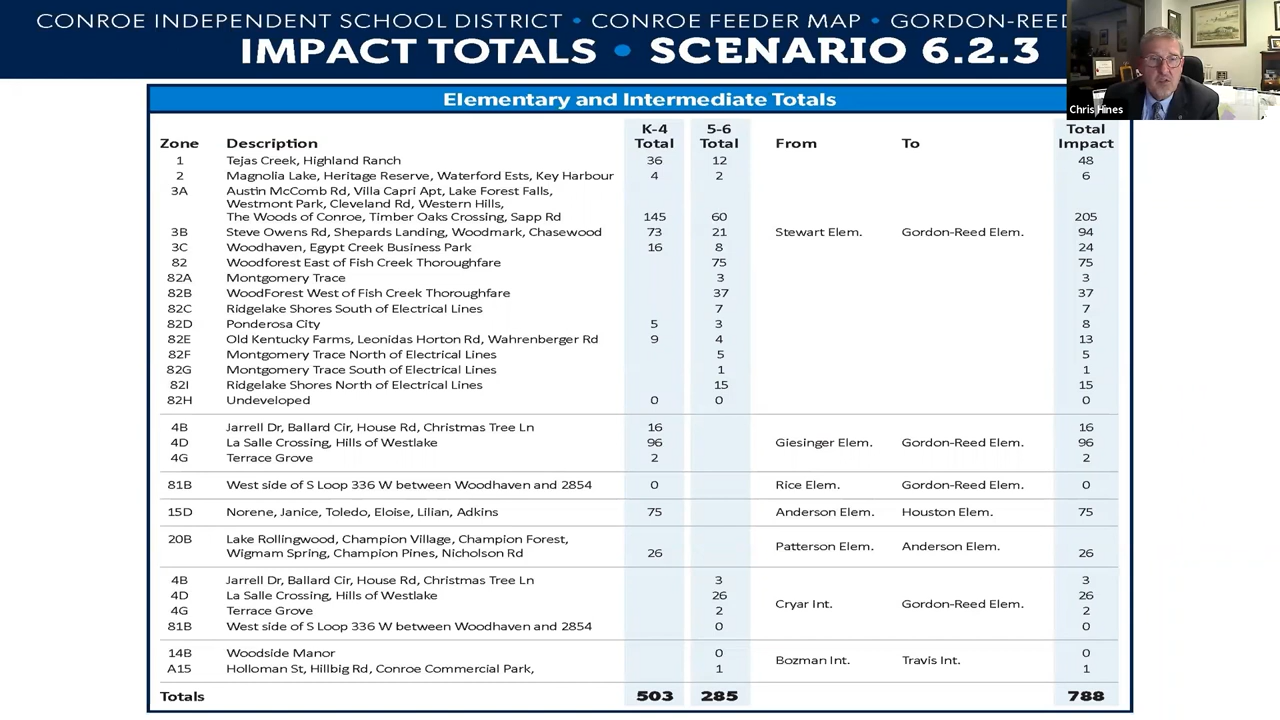 CONROE INDEPENDENT SCHOOL DISTRICT • CONROE FEEDER MAP • GORDON-REED
IMPACT TOTALS • SCENARIO 6.2.3
Chris Hines
Elementary and Intermediate Totals
Zone Description K-4 Total 5-6 Total From To Total Impact
1 Tejas Creek, Highland Ranch 36 12 48
2 Magnolia Lake, Heritage Reserve, Waterford Ests, Key Harbour 4 2 6
3A Austin McComb Rd, Villa Capri Apt, Lake Forest Falls,
Westmont Park, Cleveland Rd, Western Hills,
The Woods of Conroe, Timber Oaks Crossing, Sapp Rd 145 60 205
3B Steve Owens Rd, Shepards Landing, Woodmark, Chasewood 73 21 Stewart Elem. Gordon-Reed Elem. 94
3C Woodhaven, Egypt Creek Business Park 16 8 24
82 Woodforest East of Fish Creek Thoroughfare 75 75
82A Montgomery Trace 3 3
82B WoodForest West of Fish Creek Thoroughfare 37 37
82C Ridgelake Shores South of Electrical Lines 7 7
82D Ponderosa City 5 3 8
82E Old Kentucky Farms, Leonidas Horton Rd, Wahrenberger Rd 9 4 13
82F Montgomery Trace North of Electrical Lines 5 5
82G Montgomery Trace South of Electrical Lines 1 1
82I Ridgelake Shores North of Electrical Lines 15 15
82H Undeveloped 0 0 0
4B Jarrell Dr, Ballard Cir, House Rd, Christmas Tree Ln 16 16
4D La Salle Crossing, Hills of Westlake 96 Giesinger Elem. Gordon-Reed Elem. 96
4G Terrace Grove 2 2
81B West side of S Loop 336 W between Woodhaven and 2854 0 Rice Elem. Gordon-Reed Elem. 0
15D Norene, Janice, Toledo, Eloise, Lilian, Adkins 75 Anderson Elem. Houston Elem. 75
20B Lake Rollingwood, Champion Village, Champion Forest,
Wigmam Spring, Champion Pines, Nicholson Rd 26 Patterson Elem. Anderson Elem. 26
4B Jarrell Dr, Ballard Cir, House Rd, Christmas Tree Ln 3 3
4D La Salle Crossing, Hills of Westlake 26 Cryar Int. Gordon-Reed Elem. 26
4G Terrace Grove 2 2
81B West side of S Loop 336 W between Woodhaven and 2854 0 0
14B Woodside Manor 0 Bozman Int. Travis Int. 0
A15 Holloman St, Hillbig Rd, Conroe Commercial Park, 1 1
Totals 503 285 788